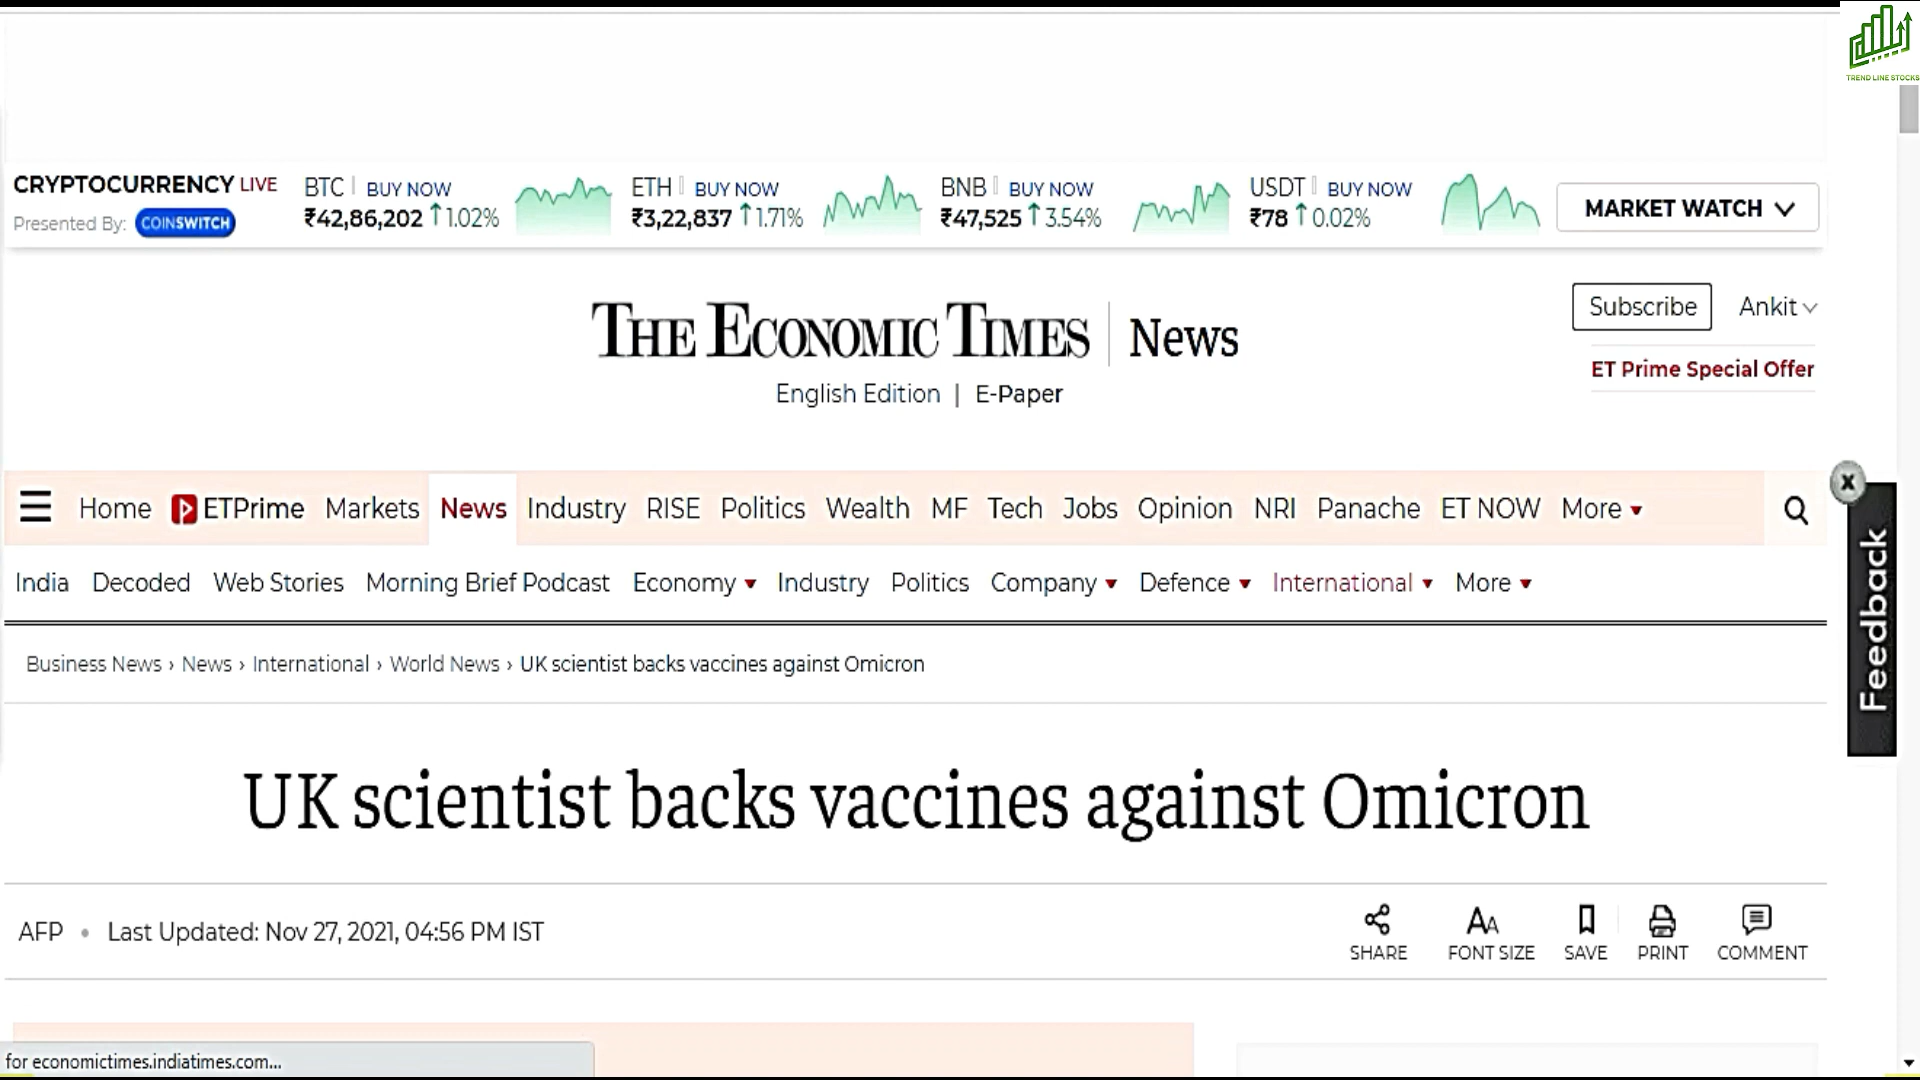 TREND LINE STOCKS
CRYPTOCURRENCY LIVE
Presented By: COINSWITCH
BTC BUY NOW
₹42,86,202 ↑ 1.02%
ETH BUY NOW
₹3,22,837 ↑ 1.71%
BNB BUY NOW
₹47,525 ↑ 3.54%
USDT BUY NOW
₹78 ↑ 0.02%
MARKET WATCH
THE ECONOMIC TIMES | News
English Edition | E-Paper
Subscribe Ankit
ET Prime Special Offer
Home ETPrime Markets News Industry RISE Politics Wealth MF Tech Jobs Opinion NRI Panache ET NOW More
India Decoded Web Stories Morning Brief Podcast Economy Industry Politics Company Defence International More
x
Feedback
Business News › News › International › World News › UK scientist backs vaccines against Omicron
UK scientist backs vaccines against Omicron
AFP • Last Updated: Nov 27, 2021, 04:56 PM IST
SHARE AA FONT SIZE SAVE PRINT COMMENT
for economictimes.indiatimes.com...